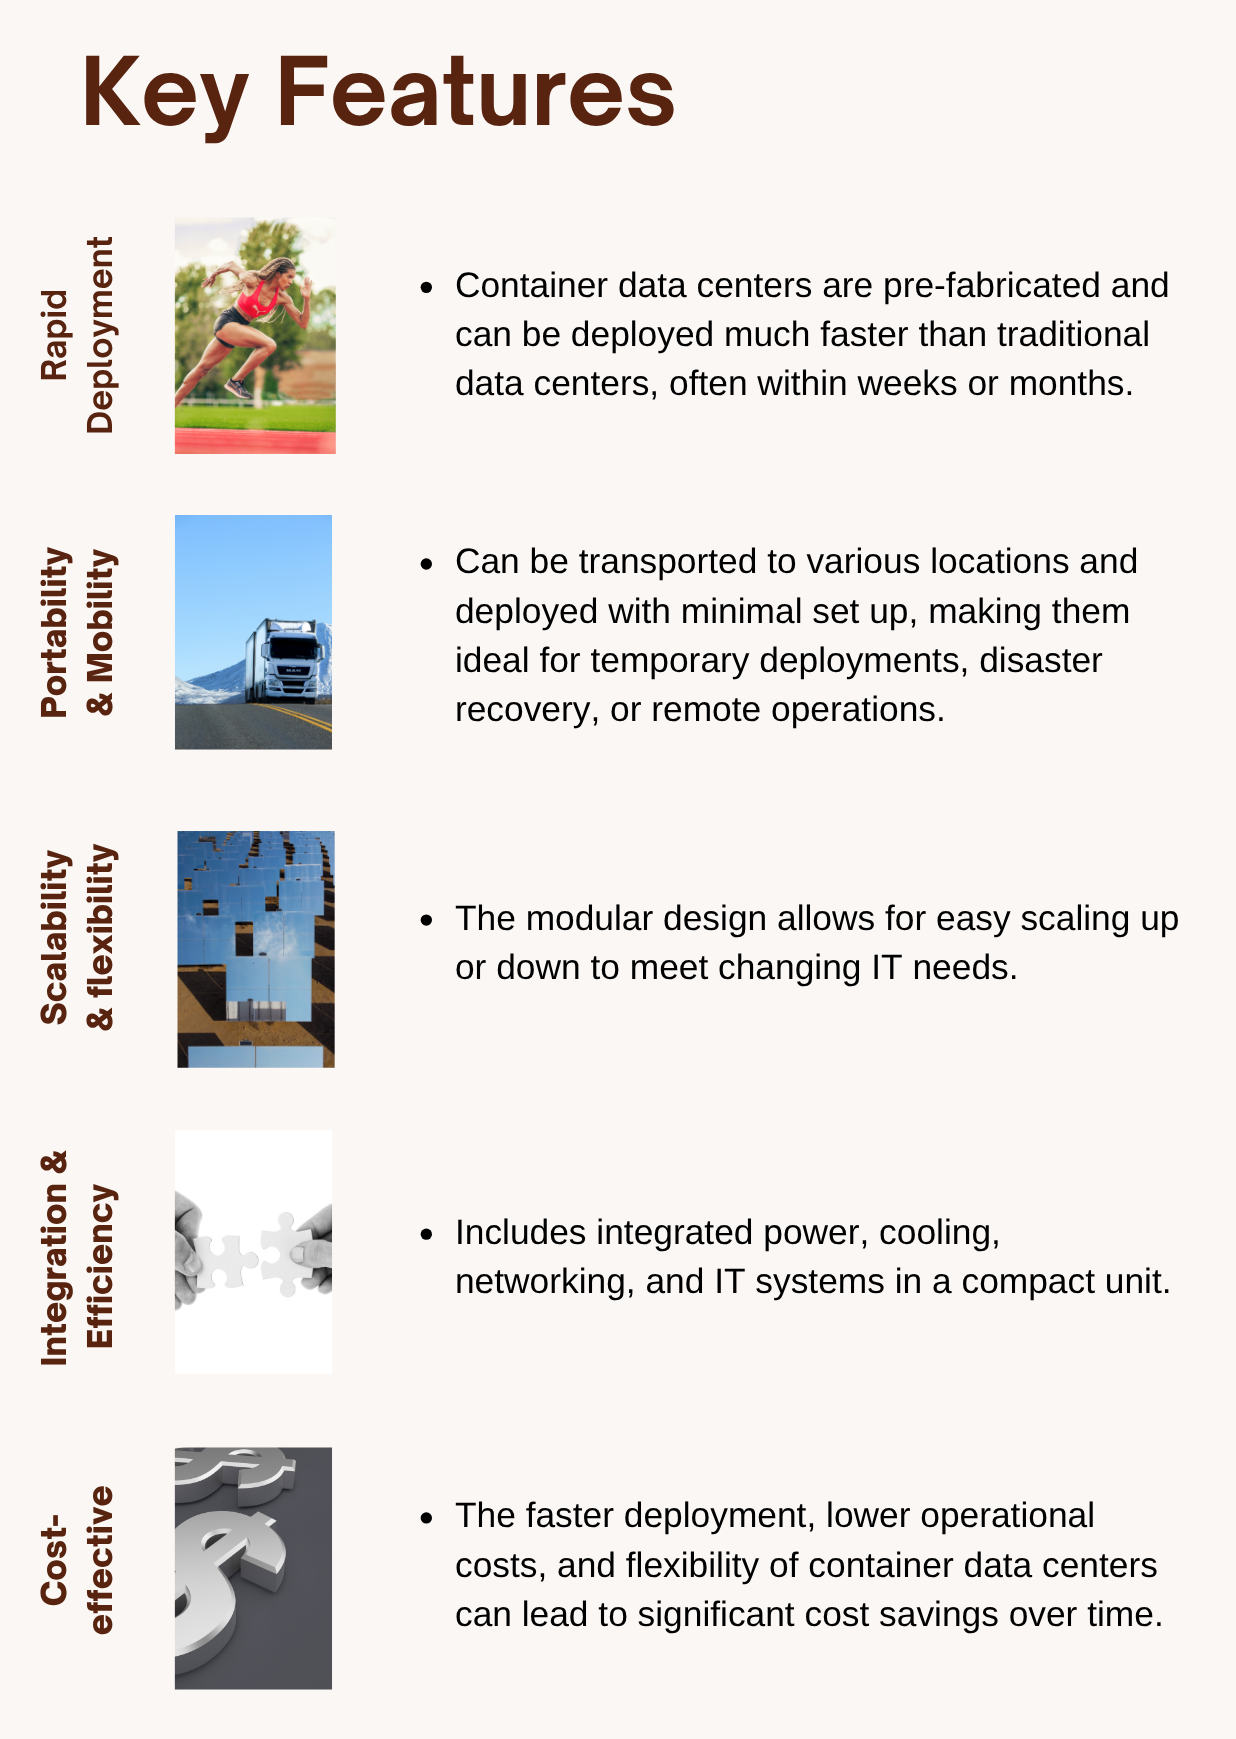 Key Features
Rapid
Deployment
Container data centers are pre-fabricated and
can be deployed much faster than traditional
data centers, often within weeks or months.
Portability
& Mobility
Can be transported to various locations and
deployed with minimal set up, making them
ideal for temporary deployments, disaster
recovery, or remote operations.
Scalability
& flexibility
The modular design allows for easy scaling up
or down to meet changing IT needs.
Integration &
Efficiency
Includes integrated power, cooling,
networking, and IT systems in a compact unit.
Cost-
effective
The faster deployment, lower operational
costs, and flexibility of container data centers
can lead to significant cost savings over time.